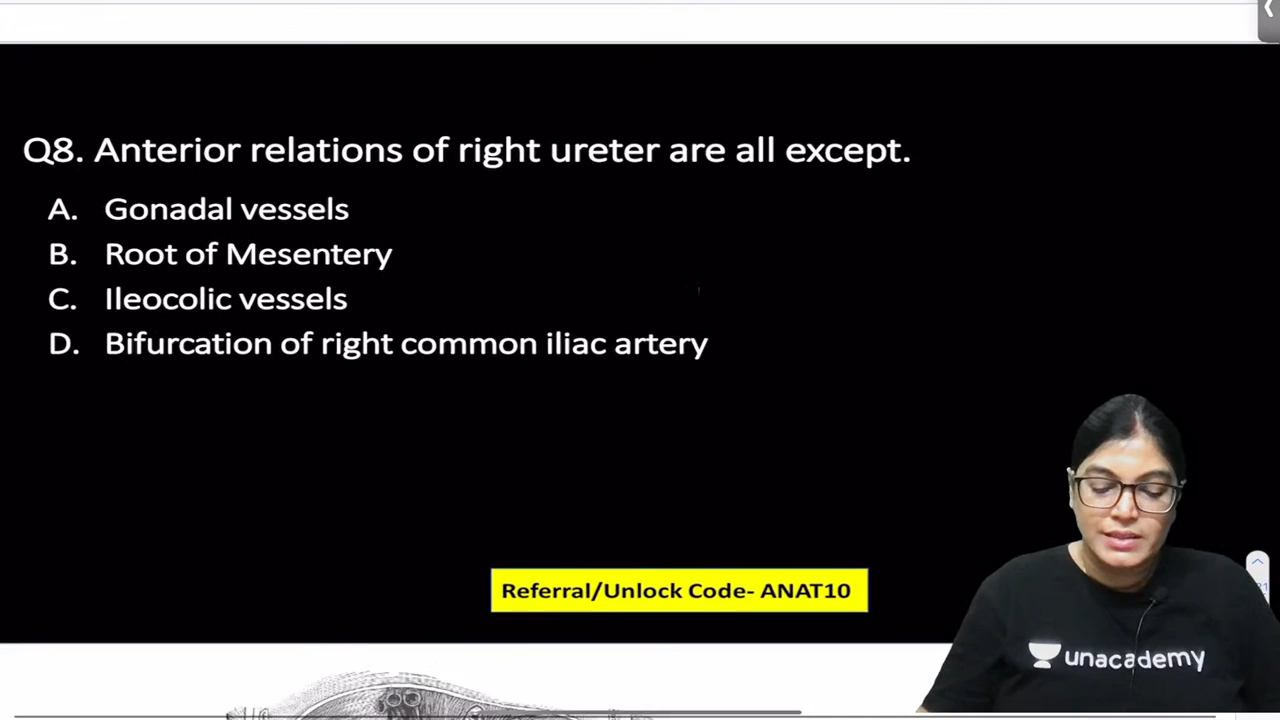 Q8. Anterior relations of right ureter are all except.
A. Gonadal vessels
B. Root of Mesentery
C. Ileocolic vessels
D. Bifurcation of right common iliac artery
Referral/Unlock Code- ANAT10
unacademy